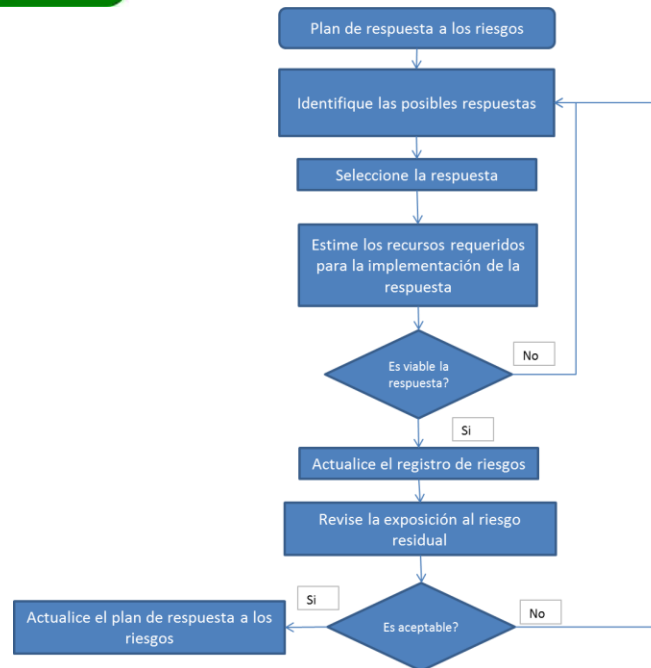 Plan de respuesta a los riesgos
Identifique las posibles respuestas
Seleccione la respuesta
Estime los recursos requeridos
para la implementación de la
respuesta
Es viable la
respuesta?
No
Si
Actualice el registro de riesgos
Revise la exposición al riesgo
residual
Si
Es aceptable?
No
Actualice el plan de respuesta a los
riesgos